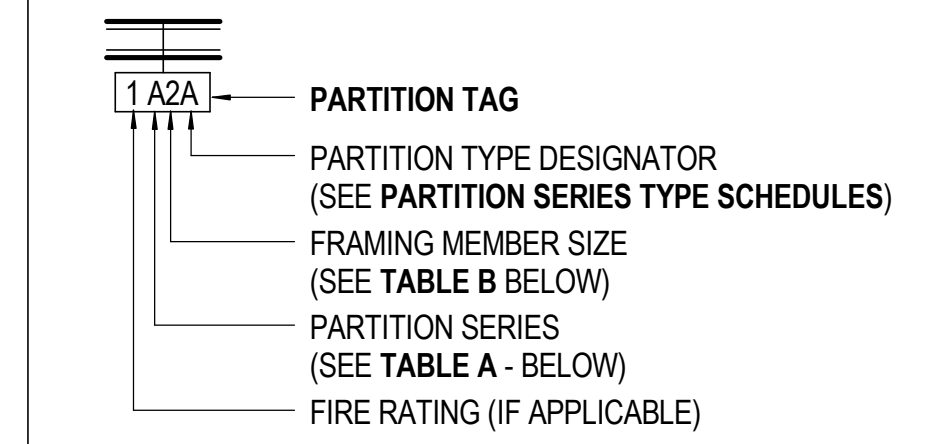 1 A2A
PARTITION TAG
PARTITION TYPE DESIGNATOR
(SEE PARTITION SERIES TYPE SCHEDULES)
FRAMING MEMBER SIZE
(SEE TABLE B BELOW)
PARTITION SERIES
(SEE TABLE A - BELOW)
FIRE RATING (IF APPLICABLE)